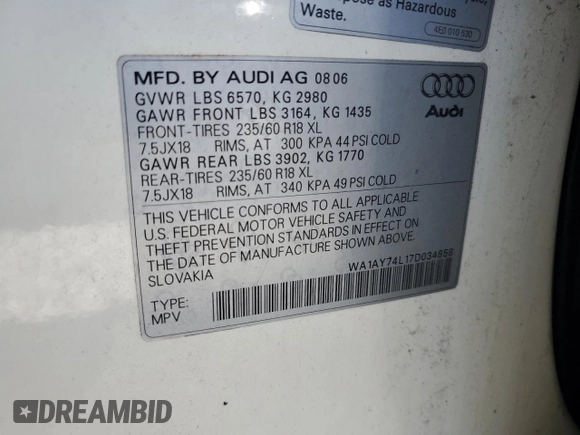 pose as Hazardous
Waste.
4E0 010 530
MFD. BY AUDI AG 08 06
GVWR LBS 6570, KG 2980
GAWR FRONT LBS 3164, KG 1435
FRONT-TIRES 235/60 R18 XL
7.5JX18 RIMS, AT 300 KPA 44 PSI COLD
GAWR REAR LBS 3902, KG 1770
REAR-TIRES 235/60 R18 XL
7.5JX18 RIMS, AT 340 KPA 49 PSI COLD
Audi
THIS VEHICLE CONFORMS TO ALL APPLICABLE
U.S. FEDERAL MOTOR VEHICLE SAFETY AND
THEFT PREVENTION STANDARDS IN EFFECT ON
THE DATE OF MANUFACTURE SHOWN ABOVE.
SLOVAKIA
WA1AY74L17D034858
TYPE:
MPV
DREAMBID